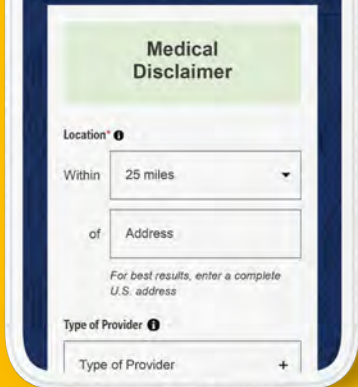 Medical
Disclaimer
Location*
Within 25 miles
of Address
For best results, enter a complete
U.S. address
Type of Provider
Type of Provider +